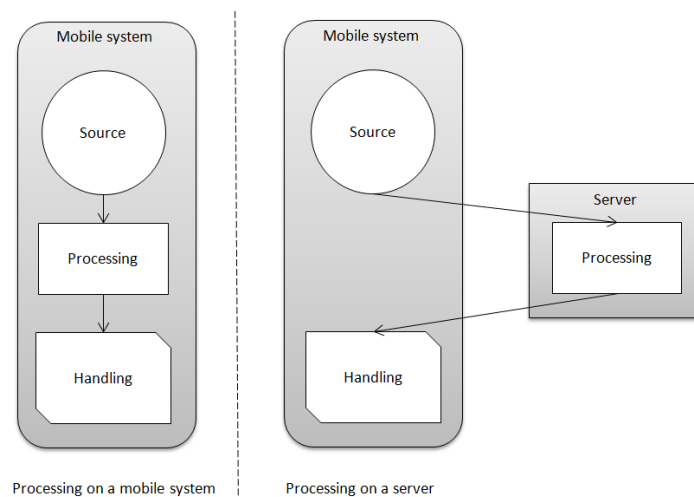 Mobile system
Source
Processing
Handling
Processing on a mobile system
Mobile system
Source
Server
Processing
Handling
Processing on a server